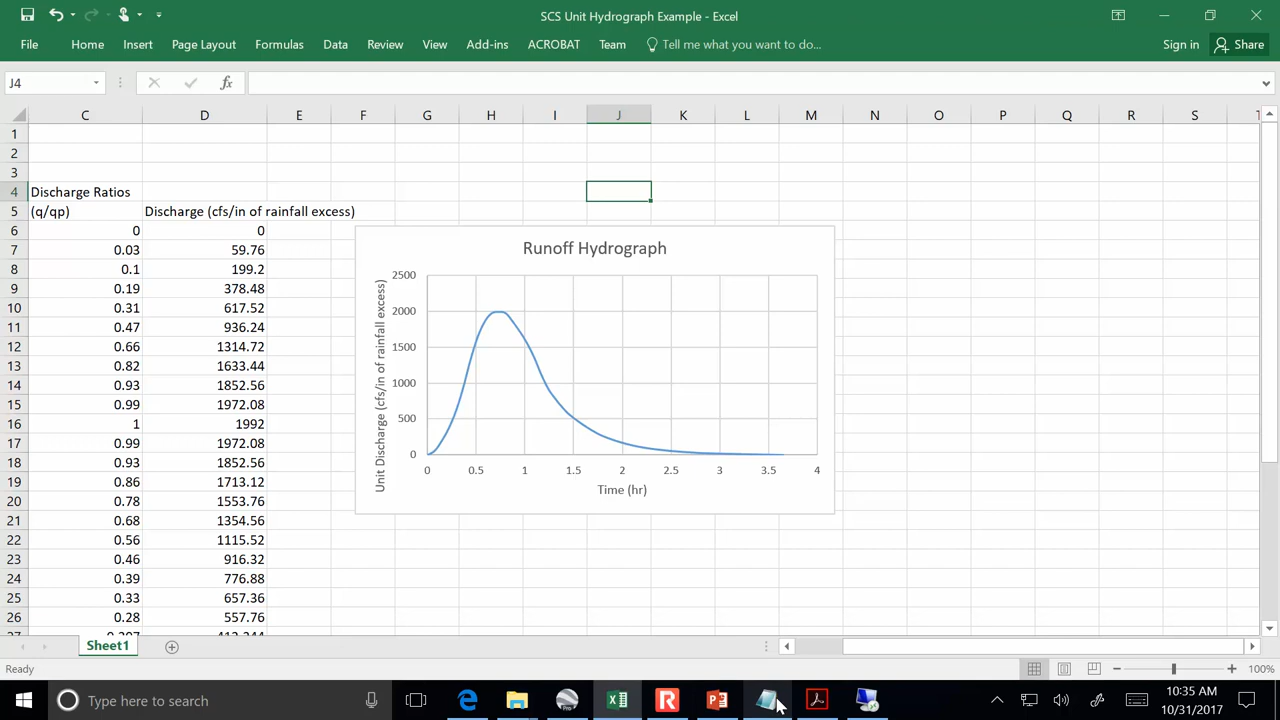 SCS Unit Hydrograph Example - Excel
File Home Insert Page Layout Formulas Data Review View Add-ins ACROBAT Team Tell me what you want to do... Sign in Share
J4 fx
C D E F G H I J K L M N O P Q R S T
1
2
3
4 Discharge Ratios
5 (q/qp) Discharge (cfs/in of rainfall excess)
6 0 0
7 0.03 59.76
8 0.1 199.2
9 0.19 378.48
10 0.31 617.52
11 0.47 936.24
12 0.66 1314.72
13 0.82 1633.44
14 0.93 1852.56
15 0.99 1972.08
16 1 1992
17 0.99 1972.08
18 0.93 1852.56
19 0.86 1713.12
20 0.78 1553.76
21 0.68 1354.56
22 0.56 1115.52
23 0.46 916.32
24 0.39 776.88
25 0.33 657.36
26 0.28 557.76
27 0.207 412.344
Runoff Hydrograph
Unit Discharge (cfs/in of rainfall excess)
2500
2000
1500
1000
500
0
0 0.5 1 1.5 2 2.5 3 3.5 4
Time (hr)
Sheet1
Ready 100%
Type here to search
10:35 AM
10/31/2017